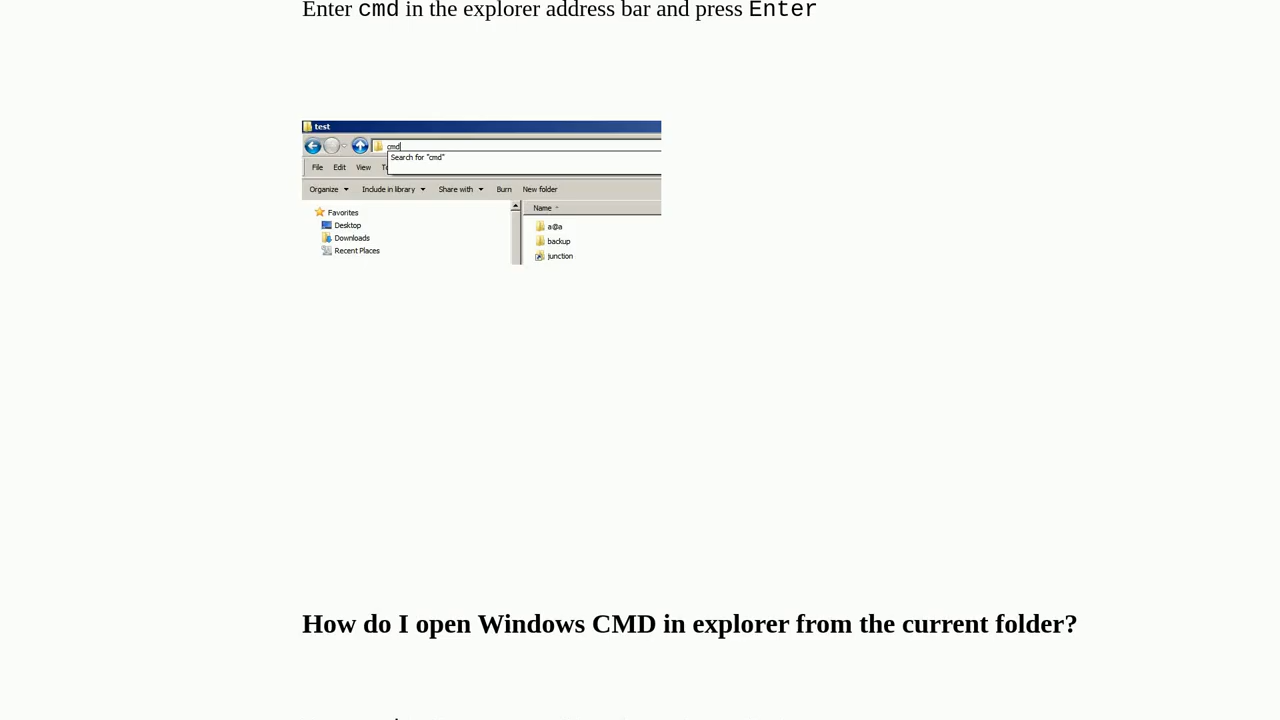 Enter cmd in the explorer address bar and press Enter
test
cmd
Search for "cmd"
File Edit View
Organize Include in library Share with Burn New folder
Favorites
Desktop
Downloads
Recent Places
Name
a@a
backup
junction
How do I open Windows CMD in explorer from the current folder?